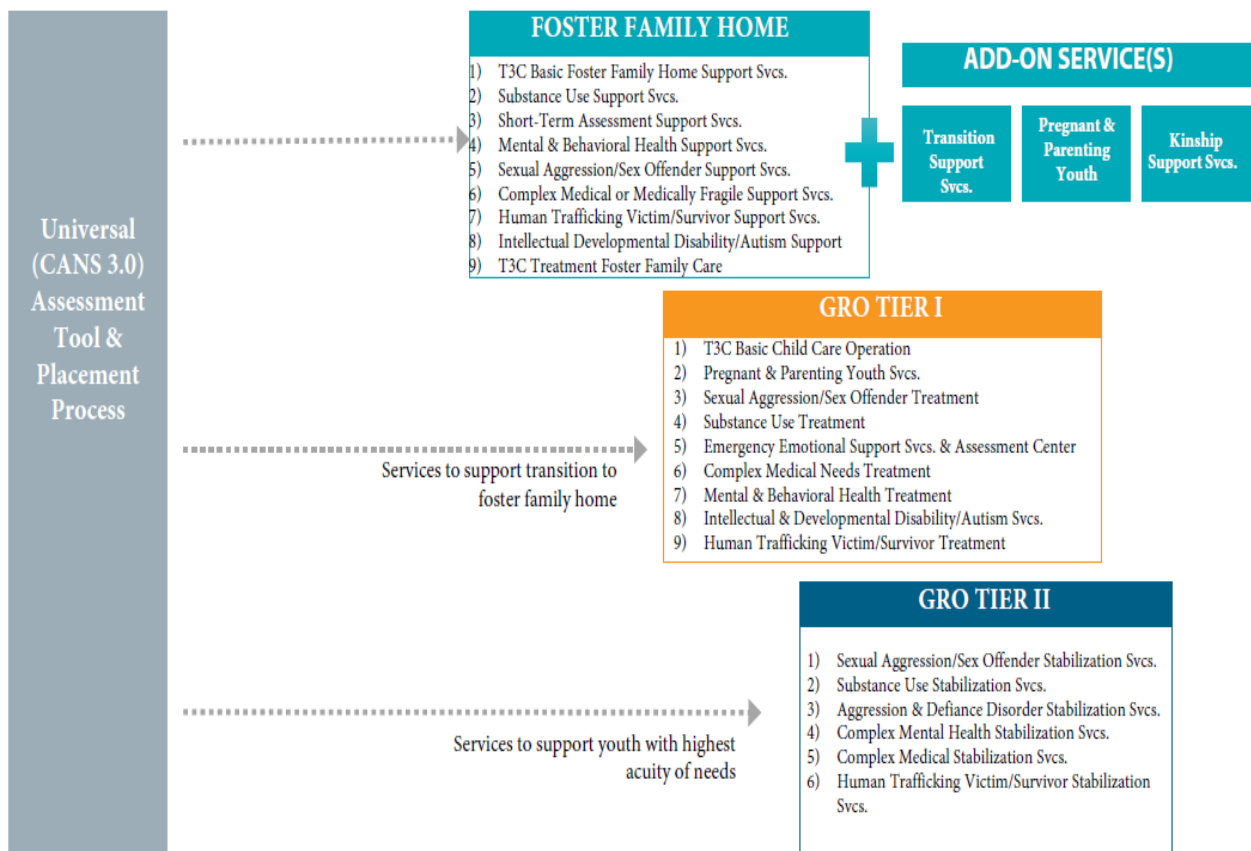 Universal
(CANS 3.0)
Assessment
Tool &
Placement
Process
FOSTER FAMILY HOME
1) T3C Basic Foster Family Home Support Svcs.
2) Substance Use Support Svcs.
3) Short-Term Assessment Support Svcs.
4) Mental & Behavioral Health Support Svcs.
5) Sexual Aggression/Sex Offender Support Svcs.
6) Complex Medical or Medically Fragile Support Svcs.
7) Human Trafficking Victim/Survivor Support Svcs.
8) Intellectual Developmental Disability/Autism Support
9) T3C Treatment Foster Family Care
ADD-ON SERVICE(S)
Transition
Support
Svcs.
Pregnant &
Parenting
Youth
Kinship
Support Svcs.
Services to support transition to
foster family home
GRO TIER I
1) T3C Basic Child Care Operation
2) Pregnant & Parenting Youth Svcs.
3) Sexual Aggression/Sex Offender Treatment
4) Substance Use Treatment
5) Emergency Emotional Support Svcs. & Assessment Center
6) Complex Medical Needs Treatment
7) Mental & Behavioral Health Treatment
8) Intellectual & Developmental Disability/Autism Svcs.
9) Human Trafficking Victim/Survivor Treatment
Services to support youth with highest
acuity of needs
GRO TIER II
1) Sexual Aggression/Sex Offender Stabilization Svcs.
2) Substance Use Stabilization Svcs.
3) Aggression & Defiance Disorder Stabilization Svcs.
4) Complex Mental Health Stabilization Svcs.
5) Complex Medical Stabilization Svcs.
6) Human Trafficking Victim/Survivor Stabilization
Svcs.